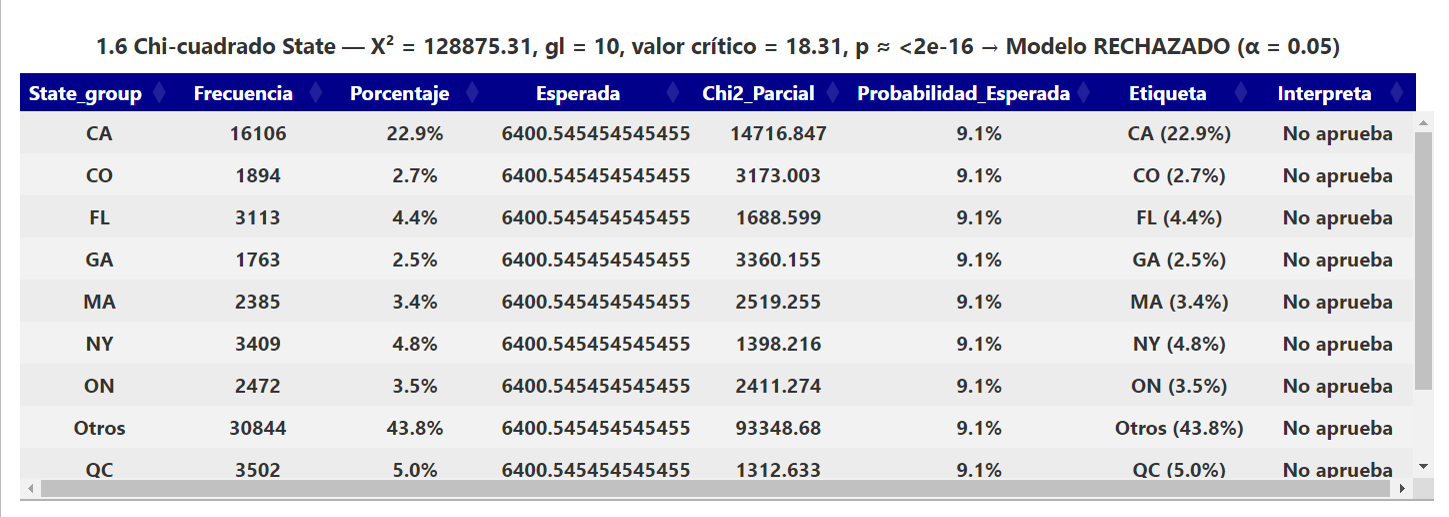 1.6 Chi-cuadrado State — X² = 128875.31, gl = 10, valor crítico = 18.31, p ≈ <2e-16 → Modelo RECHAZADO (α = 0.05)
State_group Frecuencia Porcentaje Esperada Chi2_Parcial Probabilidad_Esperada Etiqueta Interpreta
CA 16106 22.9% 6400.545454545455 14716.847 9.1% CA (22.9%) No aprueba
CO 1894 2.7% 6400.545454545455 3173.003 9.1% CO (2.7%) No aprueba
FL 3113 4.4% 6400.545454545455 1688.599 9.1% FL (4.4%) No aprueba
GA 1763 2.5% 6400.545454545455 3360.155 9.1% GA (2.5%) No aprueba
MA 2385 3.4% 6400.545454545455 2519.255 9.1% MA (3.4%) No aprueba
NY 3409 4.8% 6400.545454545455 1398.216 9.1% NY (4.8%) No aprueba
ON 2472 3.5% 6400.545454545455 2411.274 9.1% ON (3.5%) No aprueba
Otros 30844 43.8% 6400.545454545455 93348.68 9.1% Otros (43.8%) No aprueba
QC 3502 5.0% 6400.545454545455 1312.633 9.1% QC (5.0%) No aprueba